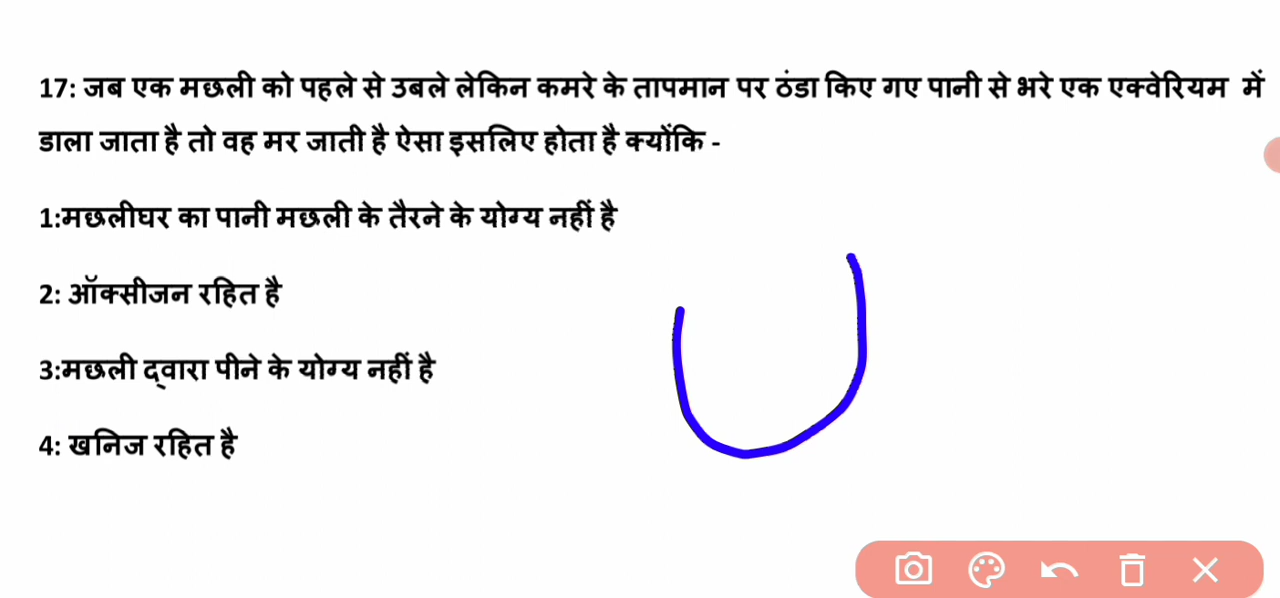 17: जब एक मछली को पहले से उबले लेकिन कमरे के तापमान पर ठंडा किए गए पानी से भरे एक एक्वेरियम में
डाला जाता है तो वह मर जाती है ऐसा इसलिए होता है क्योंकि -
1:मछलीघर का पानी मछली के तैरने के योग्य नहीं है
2: ऑक्सीजन रहित है
3:मछली द्वारा पीने के योग्य नहीं है
4: खनिज रहित है